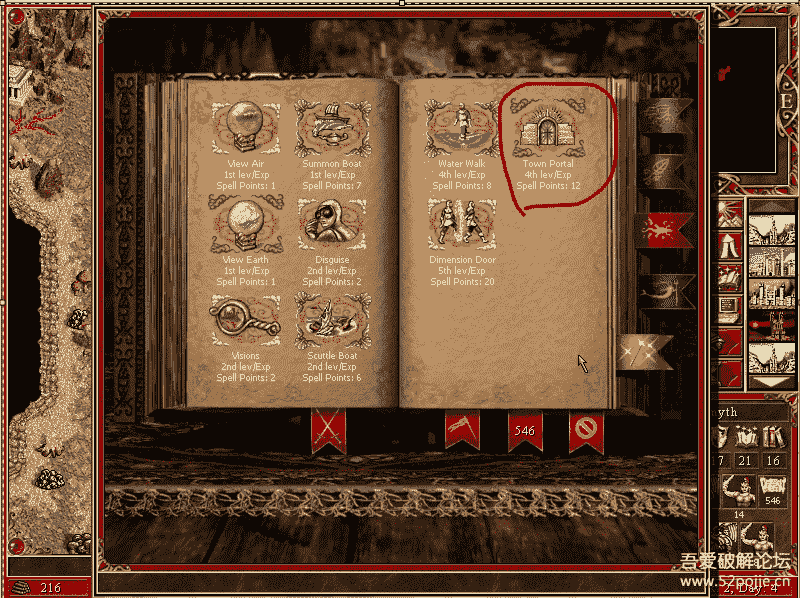 View Air
1st lev/Exp
Spell Points: 1
Summon Boat
1st lev/Exp
Spell Points: 7
View Earth
1st lev/Exp
Spell Points: 1
Disguise
2nd lev/Exp
Spell Points: 2
Visions
2nd lev/Exp
Spell Points: 2
Scuttle Boat
2nd lev/Exp
Spell Points: 6
Water Walk
4th lev/Exp
Spell Points: 8
Town Portal
4th lev/Exp
Spell Points: 12
Dimension Door
5th lev/Exp
Spell Points: 20
546
E
yth
17 21 16
546
14
216
2, Day: 4
吾爱破解论坛
www.52pojie.cn